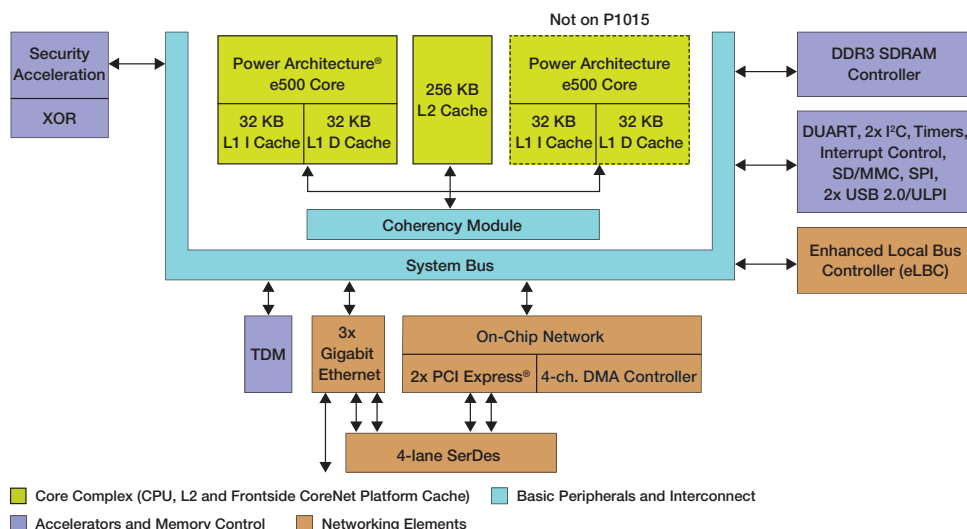 Not on P1015
Security
Acceleration
XOR
Power Architecture®
e500 Core
32 KB
L1 I Cache
32 KB
L1 D Cache
256 KB
L2 Cache
Power Architecture
e500 Core
32 KB
L1 I Cache
32 KB
L1 D Cache
DDR3 SDRAM
Controller
DUART, 2x I²C, Timers,
Interrupt Control,
SD/MMC, SPI,
2x USB 2.0/ULPI
Coherency Module
System Bus
Enhanced Local Bus
Controller (eLBC)
TDM
3x
Gigabit
Ethernet
On-Chip Network
2x PCI Express®
4-ch. DMA Controller
4-lane SerDes
Core Complex (CPU, L2 and Frontside CoreNet Platform Cache)
Basic Peripherals and Interconnect
Accelerators and Memory Control
Networking Elements